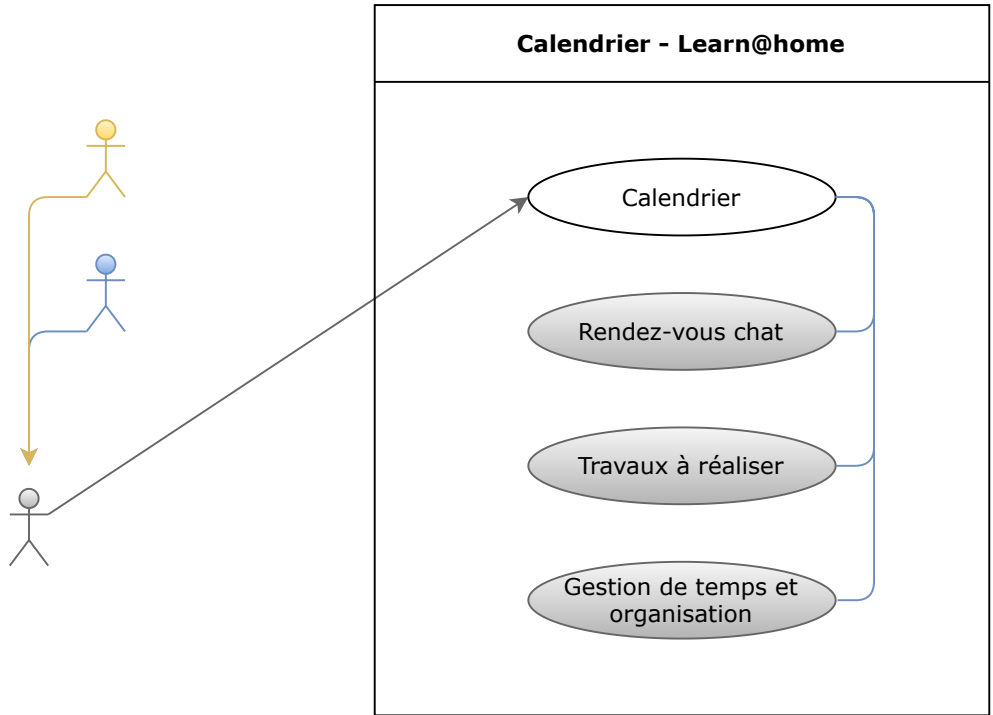 Calendrier - Learn@home
Calendrier
Rendez-vous chat
Travaux à réaliser
Gestion de temps et
organisation